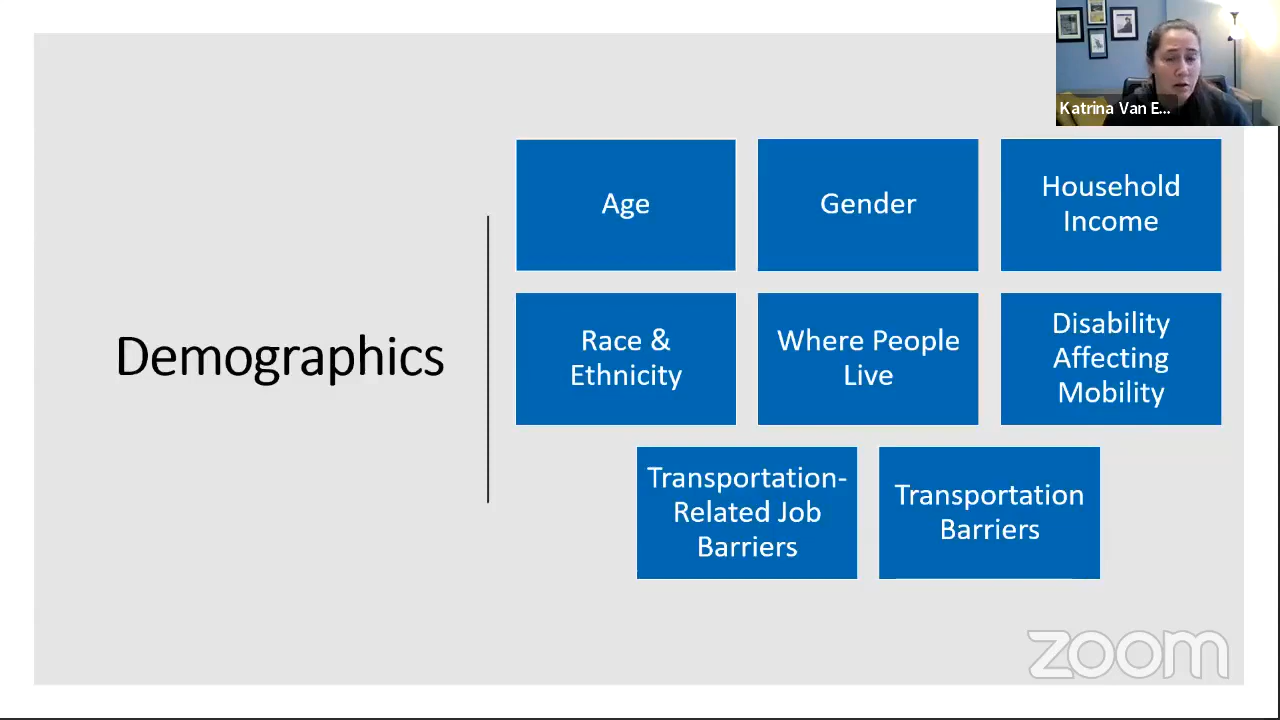 Katrina Van E...
Demographics
Age
Gender
Household
Income
Race &
Ethnicity
Where People
Live
Disability
Affecting
Mobility
Transportation-
Related Job
Barriers
Transportation
Barriers
zoom